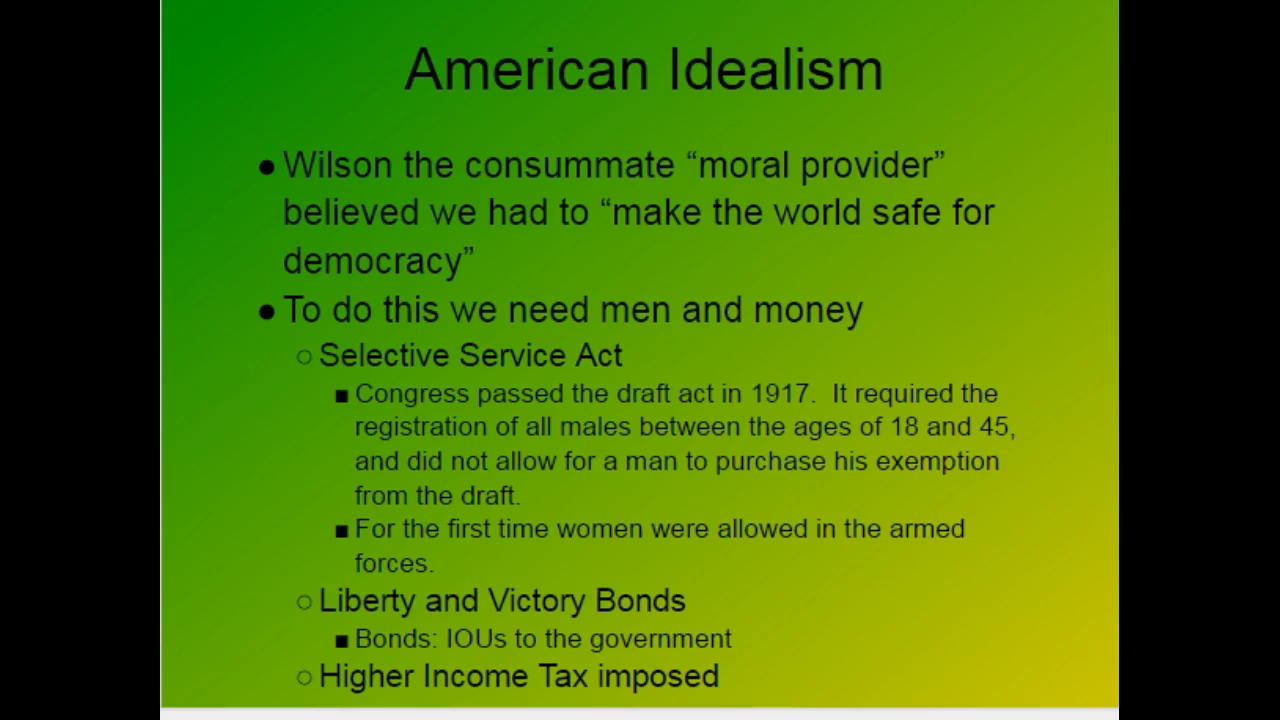 American Idealism
● Wilson the consummate “moral provider”
believed we had to “make the world safe for
democracy”
● To do this we need men and money
○ Selective Service Act
■ Congress passed the draft act in 1917.  It required the
registration of all males between the ages of 18 and 45,
and did not allow for a man to purchase his exemption
from the draft.
■ For the first time women were allowed in the armed
forces.
○ Liberty and Victory Bonds
■ Bonds: IOUs to the government
○ Higher Income Tax imposed